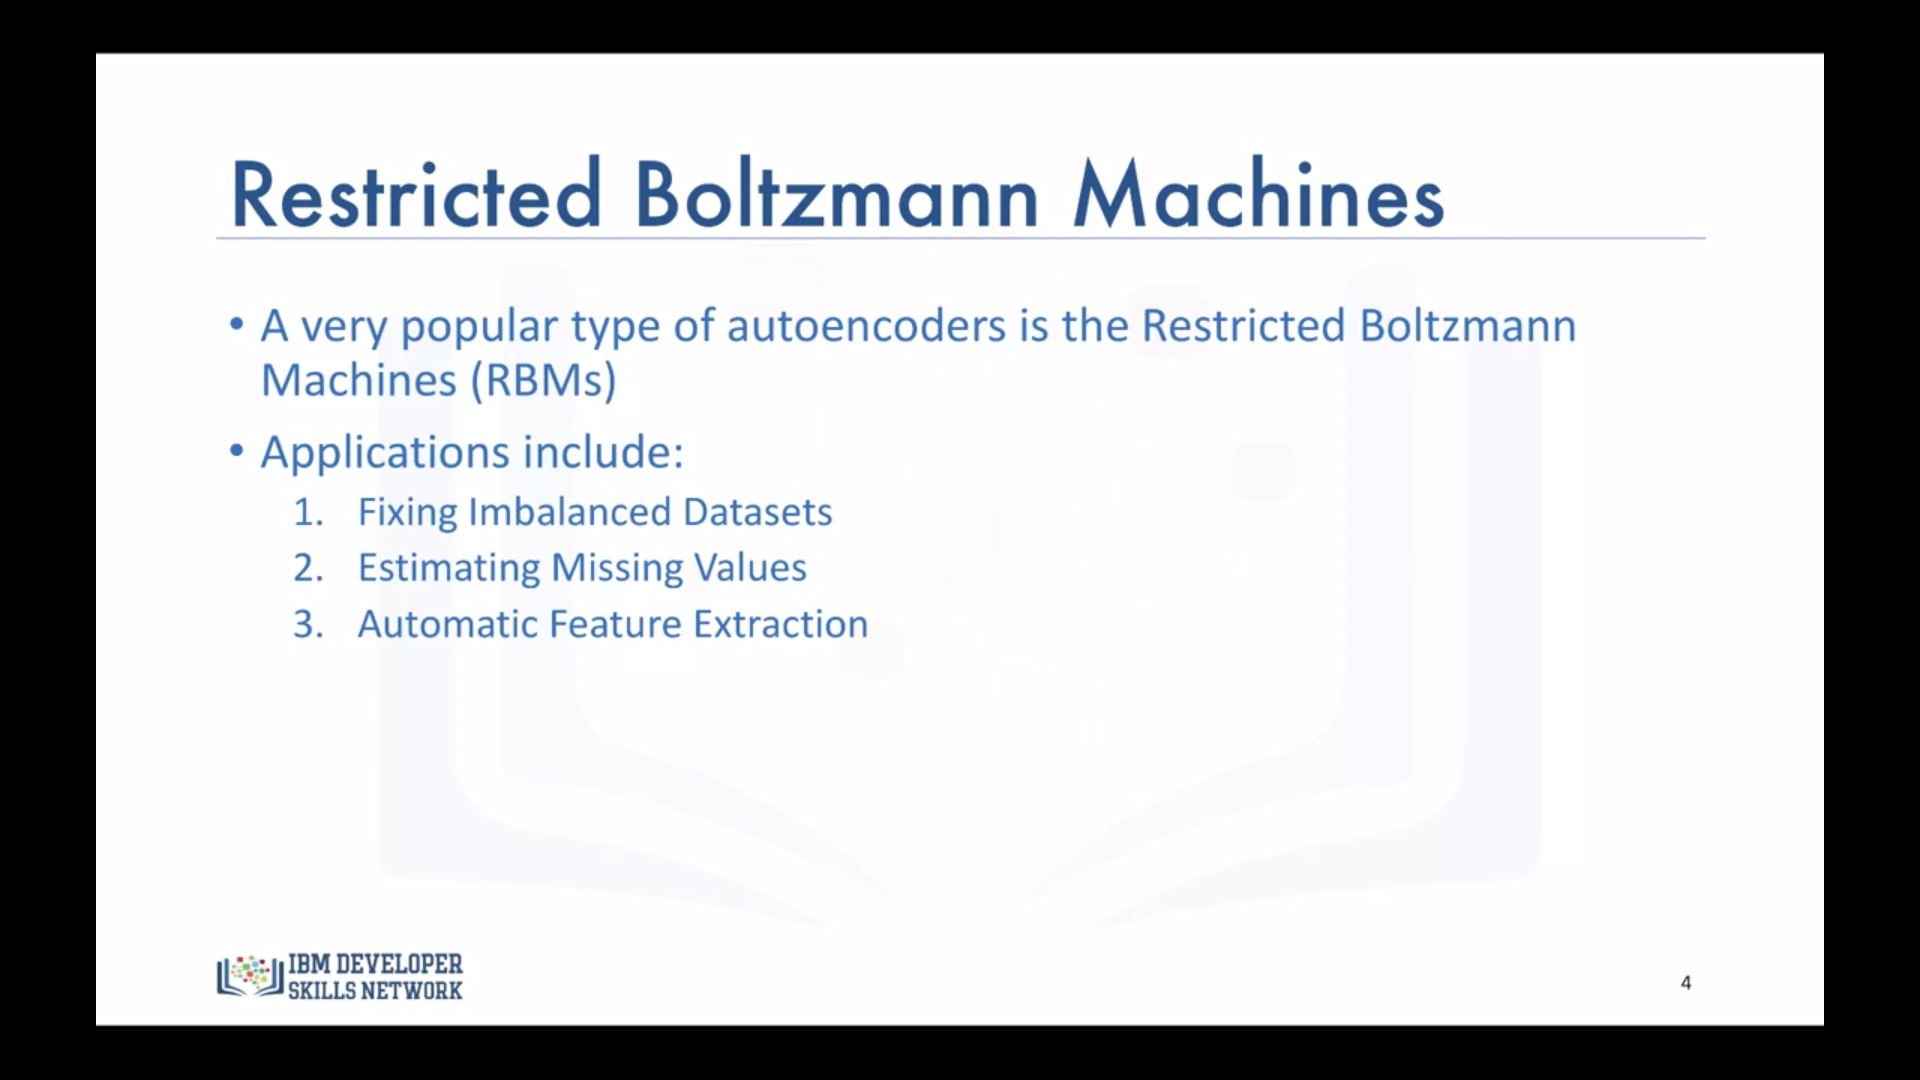 Restricted Boltzmann Machines
• A very popular type of autoencoders is the Restricted Boltzmann
Machines (RBMs)
• Applications include:
1. Fixing Imbalanced Datasets
2. Estimating Missing Values
3. Automatic Feature Extraction
IBM DEVELOPER
SKILLS NETWORK
4